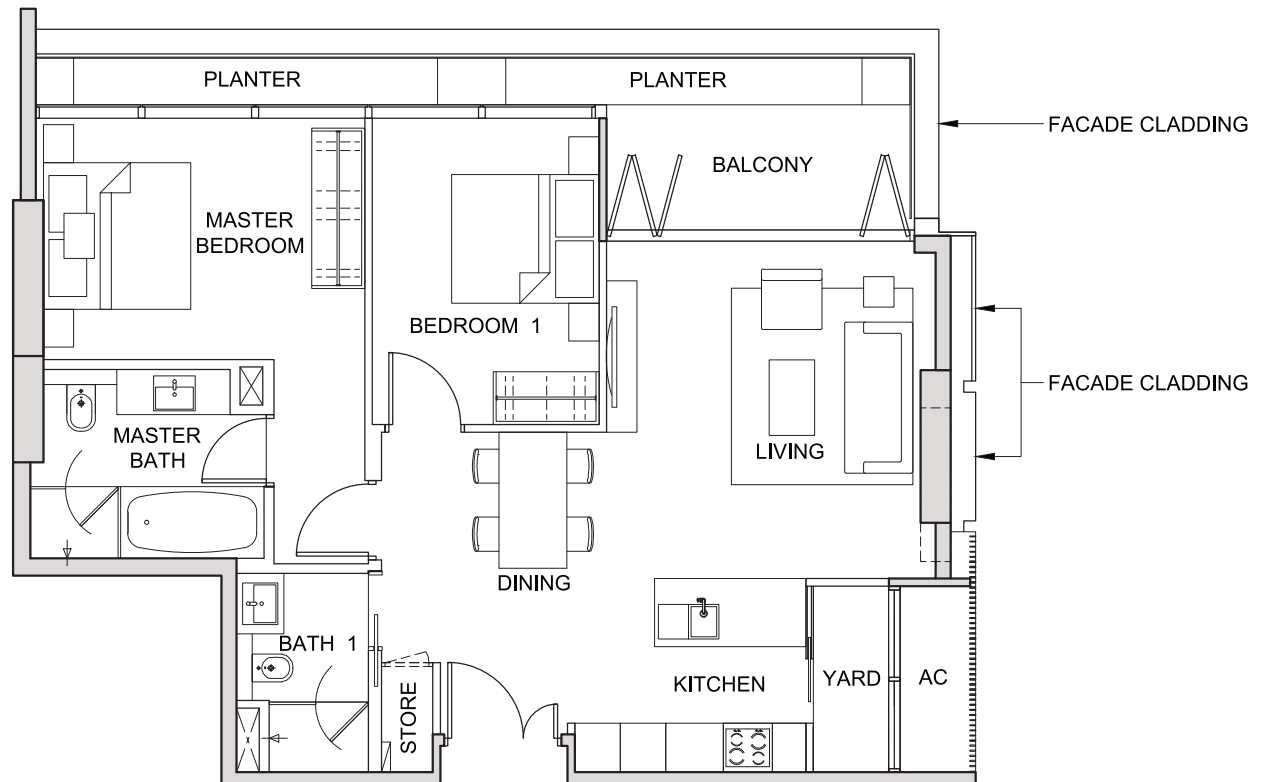 PLANTER
PLANTER
FACADE CLADDING
BALCONY
MASTER
BEDROOM
BEDROOM 1
FACADE CLADDING
MASTER
BATH
LIVING
DINING
BATH 1
KITCHEN
YARD
AC
STORE